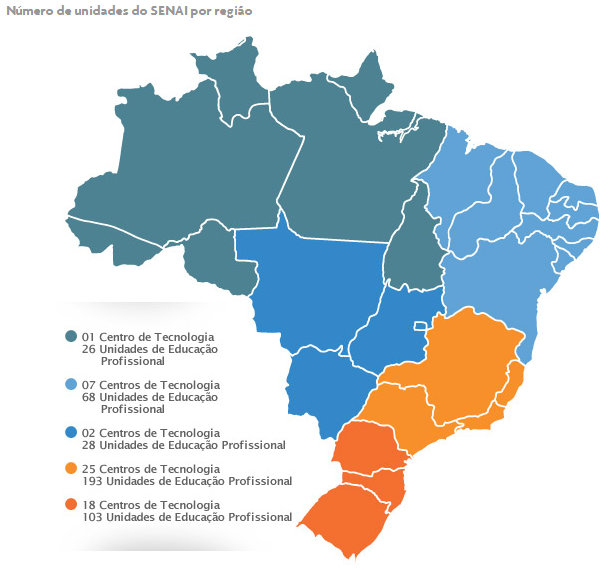 Número de unidades do SENAI por região
01 Centro de Tecnologia
26 Unidades de Educação
Profissional
07 Centros de Tecnologia
68 Unidades de Educação
Profissional
02 Centros de Tecnologia
28 Unidades de Educação Profissional
25 Centros de Tecnologia
193 Unidades de Educação Profissional
18 Centros de Tecnologia
103 Unidades de Educação Profissional